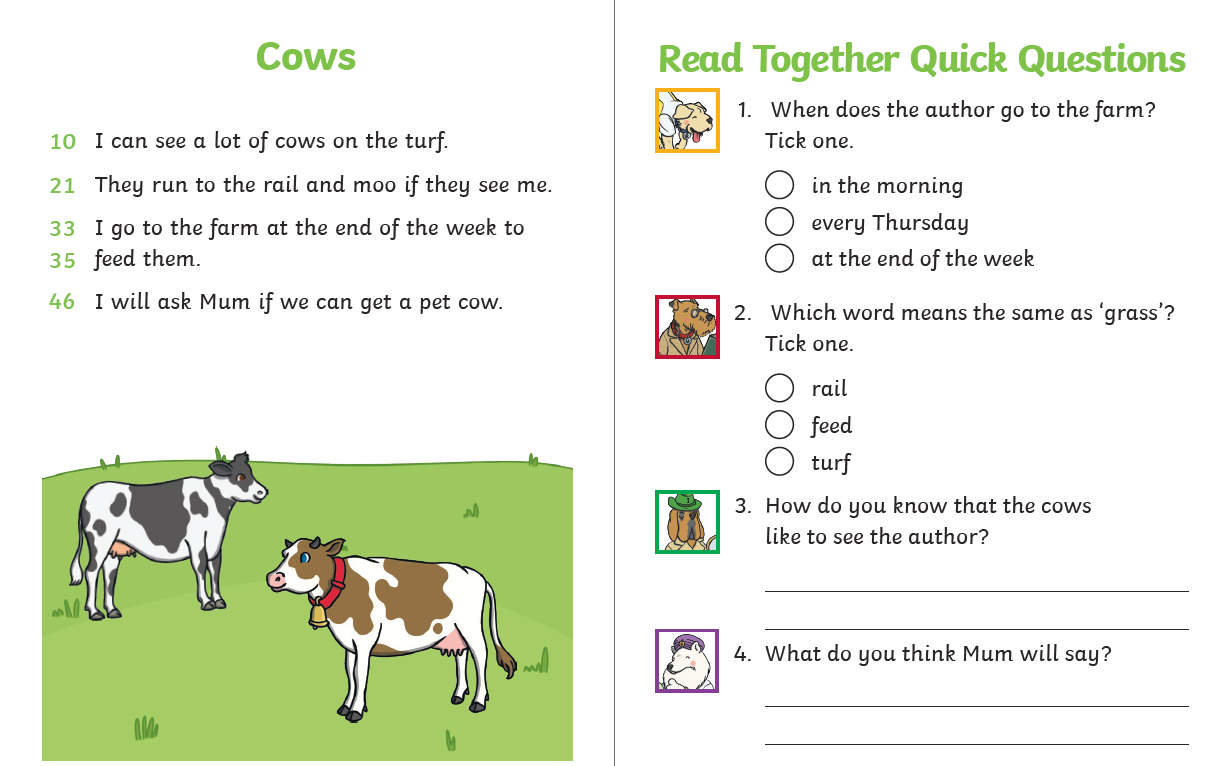 Cows
10 I can see a lot of cows on the turf.
21 They run to the rail and moo if they see me.
33 I go to the farm at the end of the week to
35 feed them.
46 I will ask Mum if we can get a pet cow.
Read Together Quick Questions
1. When does the author go to the farm?
Tick one.
in the morning
every Thursday
at the end of the week
2. Which word means the same as ‘grass’?
Tick one.
rail
feed
turf
3. How do you know that the cows
like to see the author?
4. What do you think Mum will say?